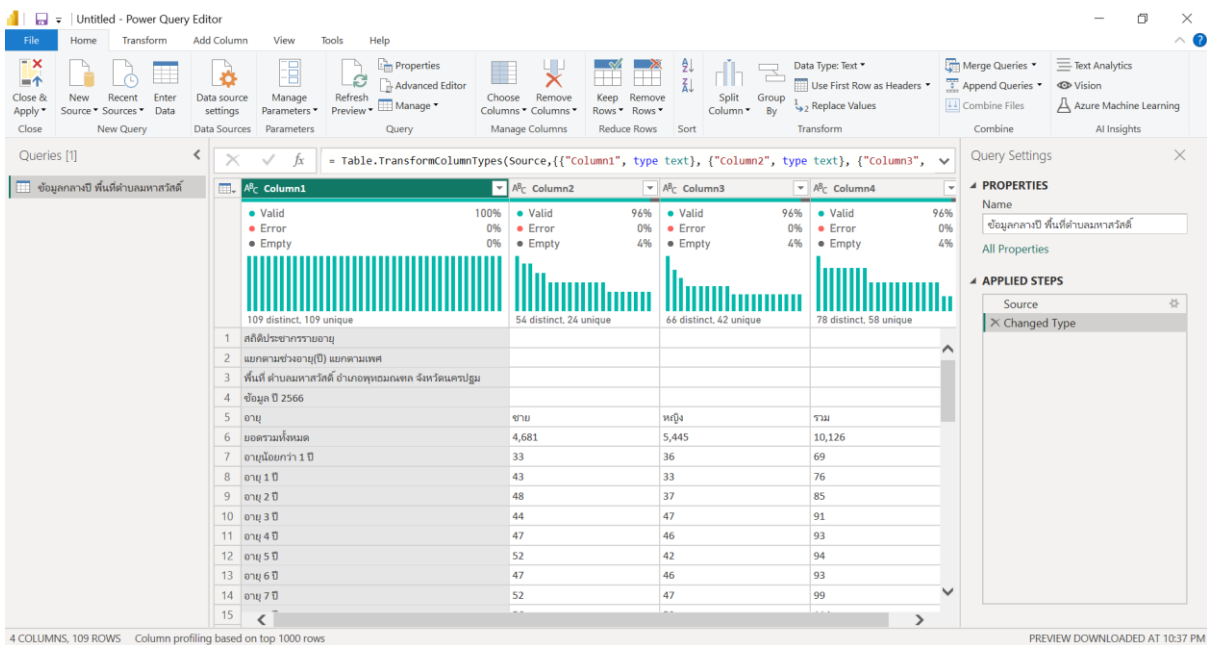 Untitled - Power Query Editor
File Home Transform Add Column View Tools Help
Close & Apply
New Source
Recent Sources
Enter Data
Data source settings
Manage Parameters
Refresh Preview
Properties
Advanced Editor
Manage
Choose Columns
Remove Columns
Keep Rows
Remove Rows
Split Column
Group By
Data Type: Text
Use First Row as Headers
Replace Values
Merge Queries
Append Queries
Combine Files
Text Analytics
Vision
Azure Machine Learning
Close New Query Data Sources Parameters Query Manage Columns Reduce Rows Sort Transform Combine AI Insights
Queries [1]
ข้อมูลกลางปี พื้นที่ตำบลมหาสวัสดิ์
fx = Table.TransformColumnTypes(Source,{{"Column1", type text}, {"Column2", type text}, {"Column3",
ABC Column1 ABC Column2 ABC Column3 ABC Column4
Valid 100% Valid 96% Valid 96% Valid 96%
Error 0% Error 0% Error 0% Error 0%
Empty 0% Empty 4% Empty 4% Empty 4%
109 distinct, 109 unique 54 distinct, 24 unique 66 distinct, 42 unique 78 distinct, 58 unique
1 สถิติประชากรรายอายุ
2 แยกตามช่วงอายุ(ปี) แยกตามเพศ
3 พื้นที่ ตำบลมหาสวัสดิ์ อำเภอพุทธมณฑล จังหวัดนครปฐม
4 ข้อมูล ปี 2566
5 อายุ ชาย หญิง รวม
6 ยอดรวมทั้งหมด 4,681 5,445 10,126
7 อายุน้อยกว่า 1 ปี 33 36 69
8 อายุ 1 ปี 43 33 76
9 อายุ 2 ปี 48 37 85
10 อายุ 3 ปี 44 47 91
11 อายุ 4 ปี 47 46 93
12 อายุ 5 ปี 52 42 94
13 อายุ 6 ปี 47 46 93
14 อายุ 7 ปี 52 47 99
15
Query Settings
PROPERTIES
Name
ข้อมูลกลางปี พื้นที่ตำบลมหาสวัสดิ์
All Properties
APPLIED STEPS
Source
Changed Type
4 COLUMNS, 109 ROWS Column profiling based on top 1000 rows PREVIEW DOWNLOADED AT 10:37 PM